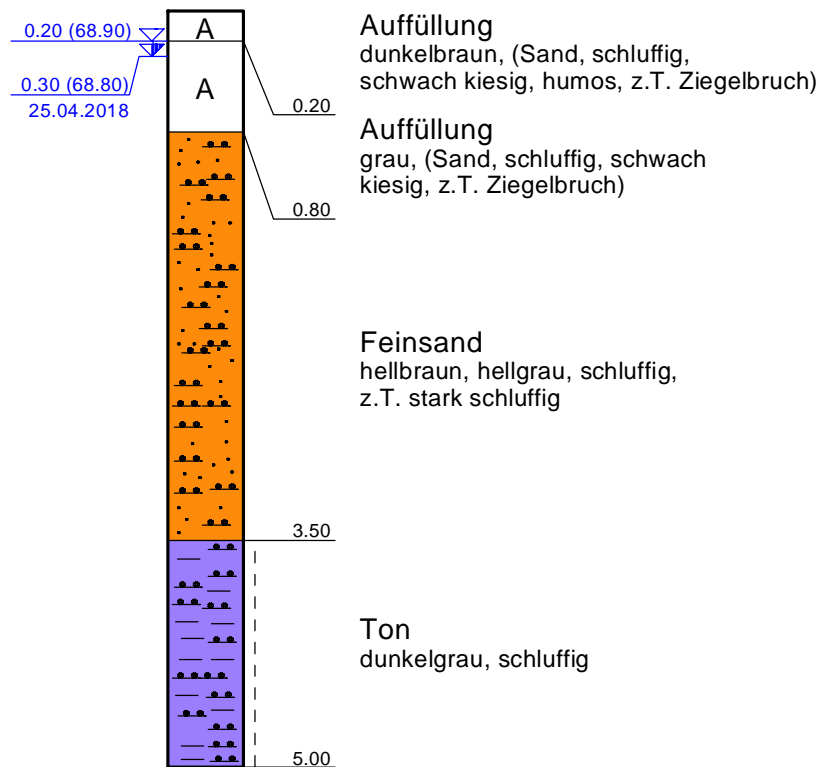 0.20 (68.90)
0.30 (68.80)
25.04.2018
A
A
0.20
Auffüllung
dunkelbraun, (Sand, schluffig,
schwach kiesig, humos, z.T. Ziegelbruch)
0.80
Auffüllung
grau, (Sand, schluffig, schwach
kiesig, z.T. Ziegelbruch)
3.50
Feinsand
hellbraun, hellgrau, schluffig,
z.T. stark schluffig
5.00
Ton
dunkelgrau, schluffig